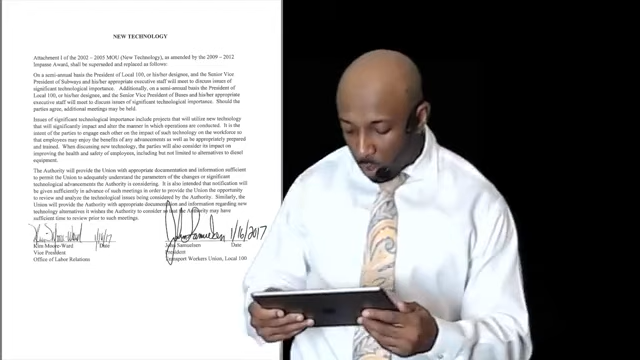 NEW TECHNOLOGY
Attachment I of the 2002 – 2005 MOU (New Technology), as amended by the 2009 – 2012
Impasse Award, shall be superseded and replaced as follows:
On a semi-annual basis the President of Local 100, or his/her designee, and the Senior Vice
President of Subways and his/her appropriate executive staff will meet to discuss issues of
significant technological importance. Additionally, on a semi-annual basis, the President of
Local 100, or his/her designee, and the Senior Vice President of Buses and his/her appropriate
executive staff will meet to discuss issues of significant technological importance. Should the
parties agree, additional meetings may be held.
Issues of significant technological importance include projects that will utilize new technology
that will significantly impact and alter the manner in which operations are conducted. It is the
intent of the parties to engage each other on the impact of such technology on the workforce so
that employees may enjoy the benefits of any advancements as well as be appropriately prepared
and trained. When discussing new technology, the parties will also consider its impact on
improving the health and safety of employees, including but not limited to alternatives to diesel
equipment.
The Authority will provide the Union with appropriate documentation and information sufficient
to permit the Union to adequately understand the parameters of the changes or significant
technological advancements the Authority is considering. It is also intended that notification will
be given sufficiently in advance of such meetings in order to provide the Union the opportunity
to review and analyze the technological issues being considered by the Authority. Similarly, the
Union will provide the Authority with appropriate documentation and information regarding new
technology alternatives it wishes the Authority to consider so that the Authority may have
sufficient time to review prior to such meetings.
Kim Moore-Ward 1/16/17 John Samuelsen 1/16/2017
Kim Moore-Ward Date John Samuelsen Date
Vice President President
Office of Labor Relations Transport Workers Union, Local 100